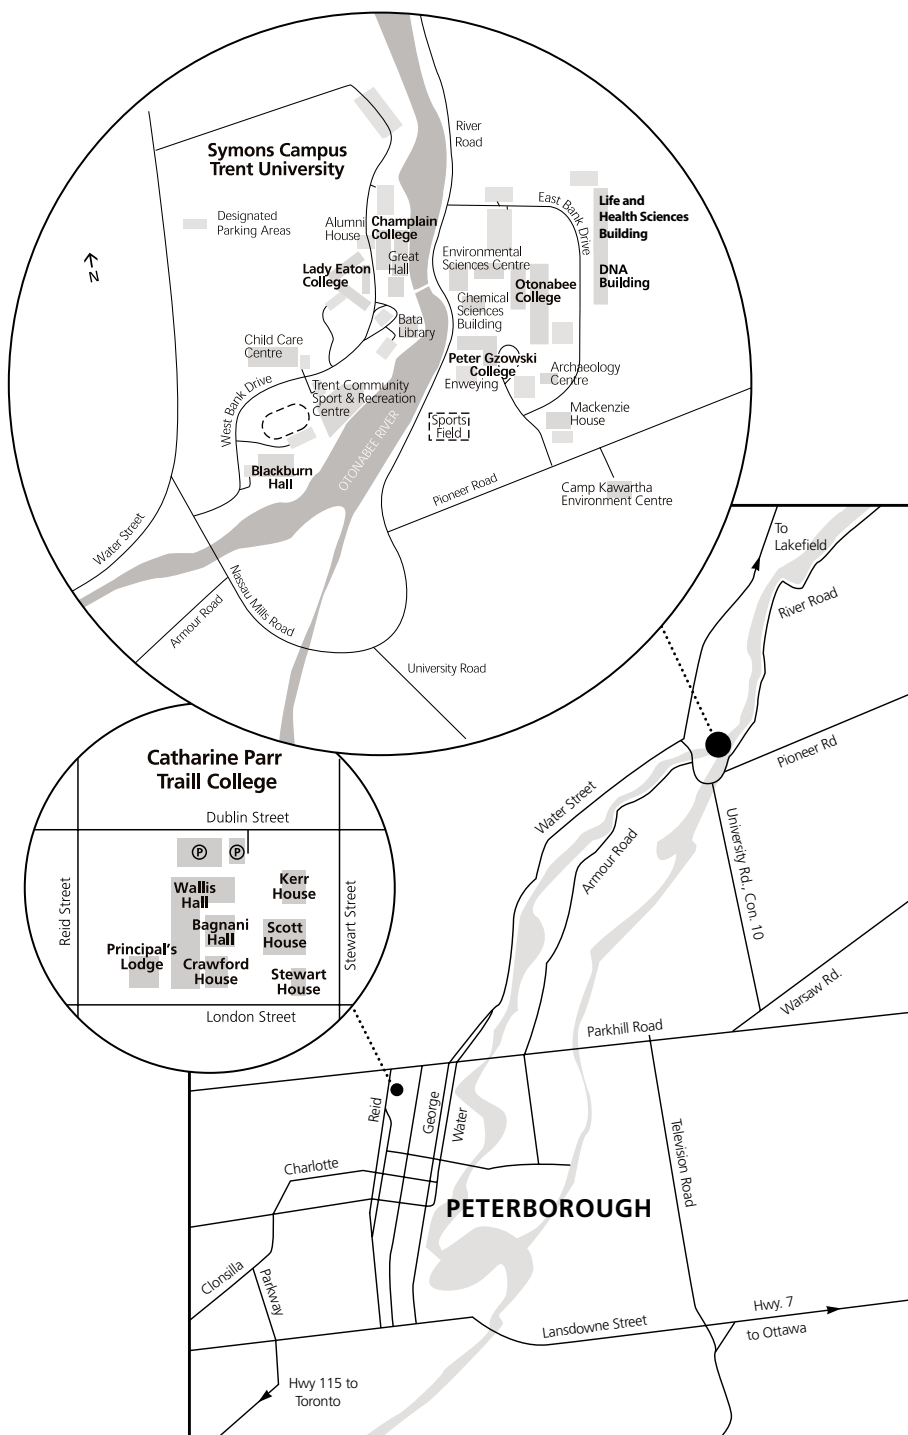 Symons Campus
Trent University
River
Road
Designated
Parking Areas
N
Alumni
House
Champlain
College
Great
Hall
Lady Eaton
College
East Bank Drive
Life and
Health Sciences
Building
DNA
Building
Environmental
Sciences Centre
Otonabee
College
Chemical
Sciences
Building
Bata
Library
Child Care
Centre
Peter Gzowski
College
Enweying
Archaeology
Centre
West Bank Drive
Trent Community
Sport & Recreation
Centre
Mackenzie
House
Sports
Field
OTONABEE RIVER
Blackburn
Hall
Pioneer Road
Camp Kawartha
Environment Centre
Water Street
Nassau Mills Road
Armour Road
University Road
To
Lakefield
River Road
Pioneer Rd
Water Street
Armour Road
University Rd., Con. 10
Warsaw Rd.
Catharine Parr
Traill College
Dublin Street
P
P
Reid Street
Wallis
Hall
Kerr
House
Bagnani
Hall
Scott
House
Stewart Street
Principal's
Lodge
Crawford
House
Stewart
House
London Street
Parkhill Road
Reid
George
Water
Television Road
Charlotte
PETERBOROUGH
Clonsilla
Parkway
Lansdowne Street
Hwy. 7
to Ottawa
Hwy 115 to
Toronto